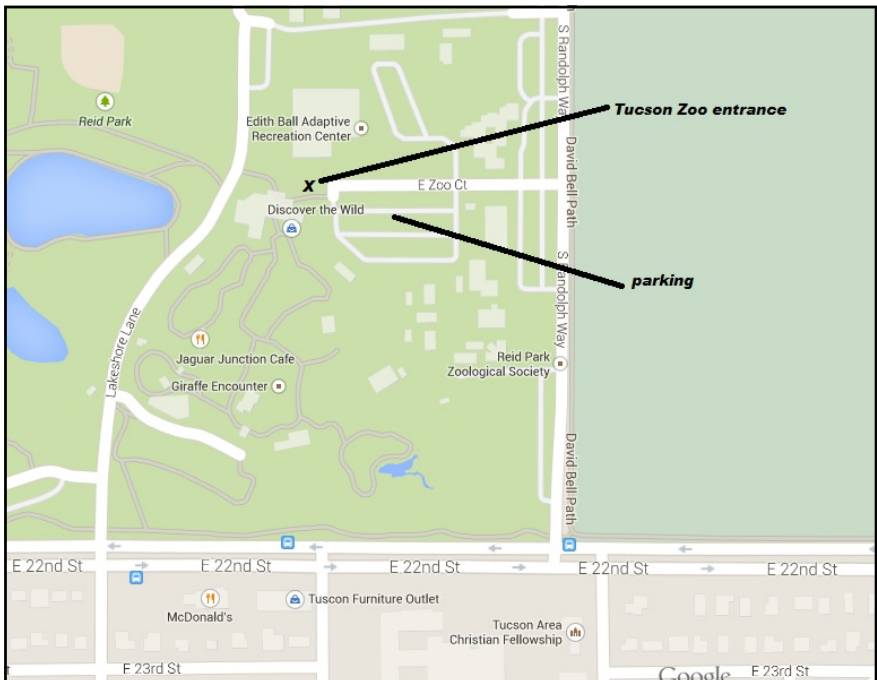 S Randolph Way
Tucson Zoo entrance
Reid Park
Edith Ball Adaptive
Recreation Center
David Bell Path
X
E Zoo Ct
Discover the Wild
S Randolph Way
parking
Lakeshore Lane
Jaguar Junction Cafe
Reid Park
Zoological Society
Giraffe Encounter
David Bell Path
E 22nd St
E 22nd St
E 22nd St
E 22nd St
E 22nd St
McDonald's
Tuscon Furniture Outlet
Tucson Area
Christian Fellowship
E 23rd St
Google
E 23rd St